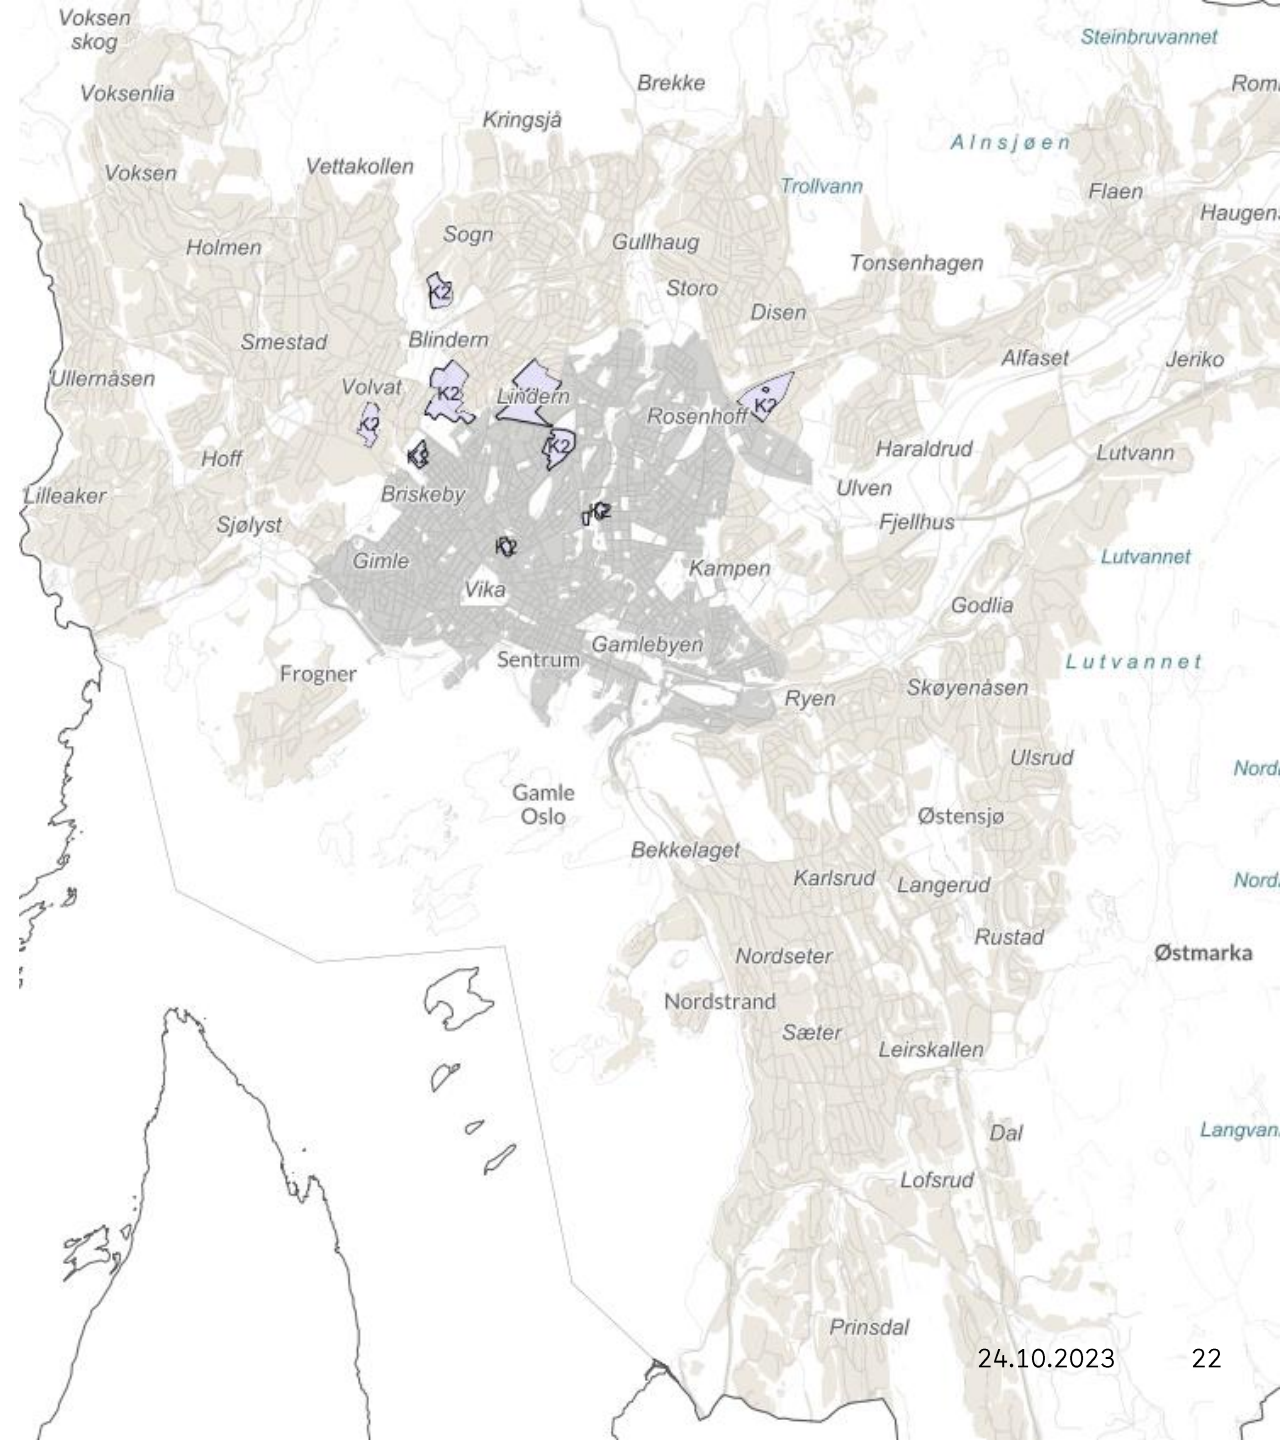 Voksen
skog
Steinbruvannet
Brekke
Voksenlia
Kringsjå
Alnsjøen
Vettakollen
Voksen
Trollvann
Flaen
Sogn
Gullhaug
Holmen
Tonsenhagen
Storo
K2
Disen
Smestad
Blindern
Alfaset
Jeriko
Ullernåsen
Volvat
K2
Lindern
K2
Rosenhoff
K2
K2
Haraldrud
Lutvann
Hoff
K2
Ulven
Lilleaker
Briskeby
K2
Sjølyst
Fjellhus
K2
Gimle
Kampen
Lutvannet
Vika
Godlia
Gamlebyen
Sentrum
Lutvannet
Frogner
Skøyenåsen
Ryen
Ulsrud
Gamle
Oslo
Østensjø
Bekkelaget
Karlsrud
Langerud
Rustad
Nordseter
Østmarka
Nordstrand
Sæter
Leirskallen
Dal
Lofsrud
Prinsdal
24.10.2023
22